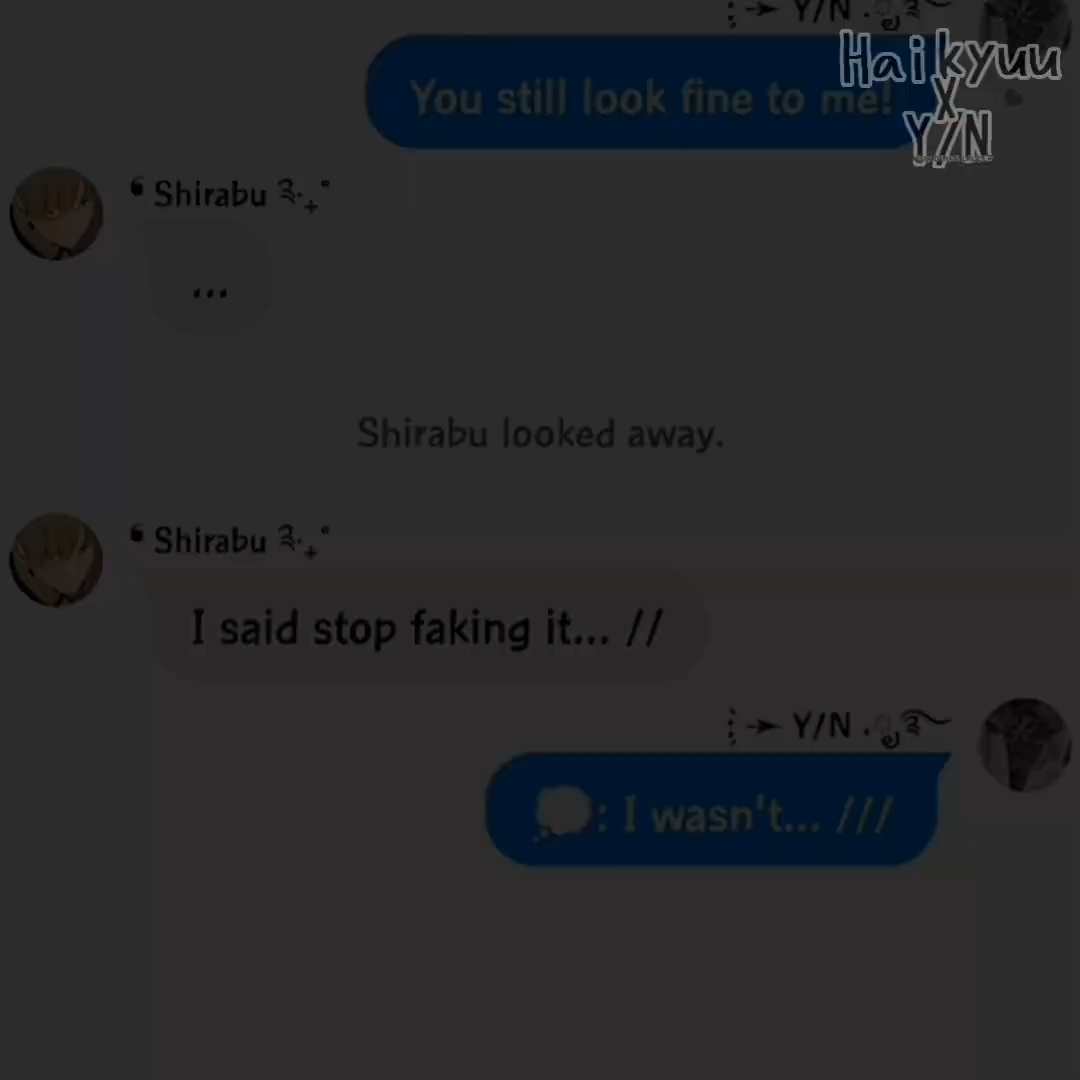 Y/N
Haikyuu
X
Y/N
You still look fine to me!
❛ Shirabu ༉‧₊˚
...
Shirabu looked away.
❛ Shirabu ༉‧₊˚
I said stop faking it... //
⋮ ➛ Y/N . ೃ࿐
💭: I wasn't... ///